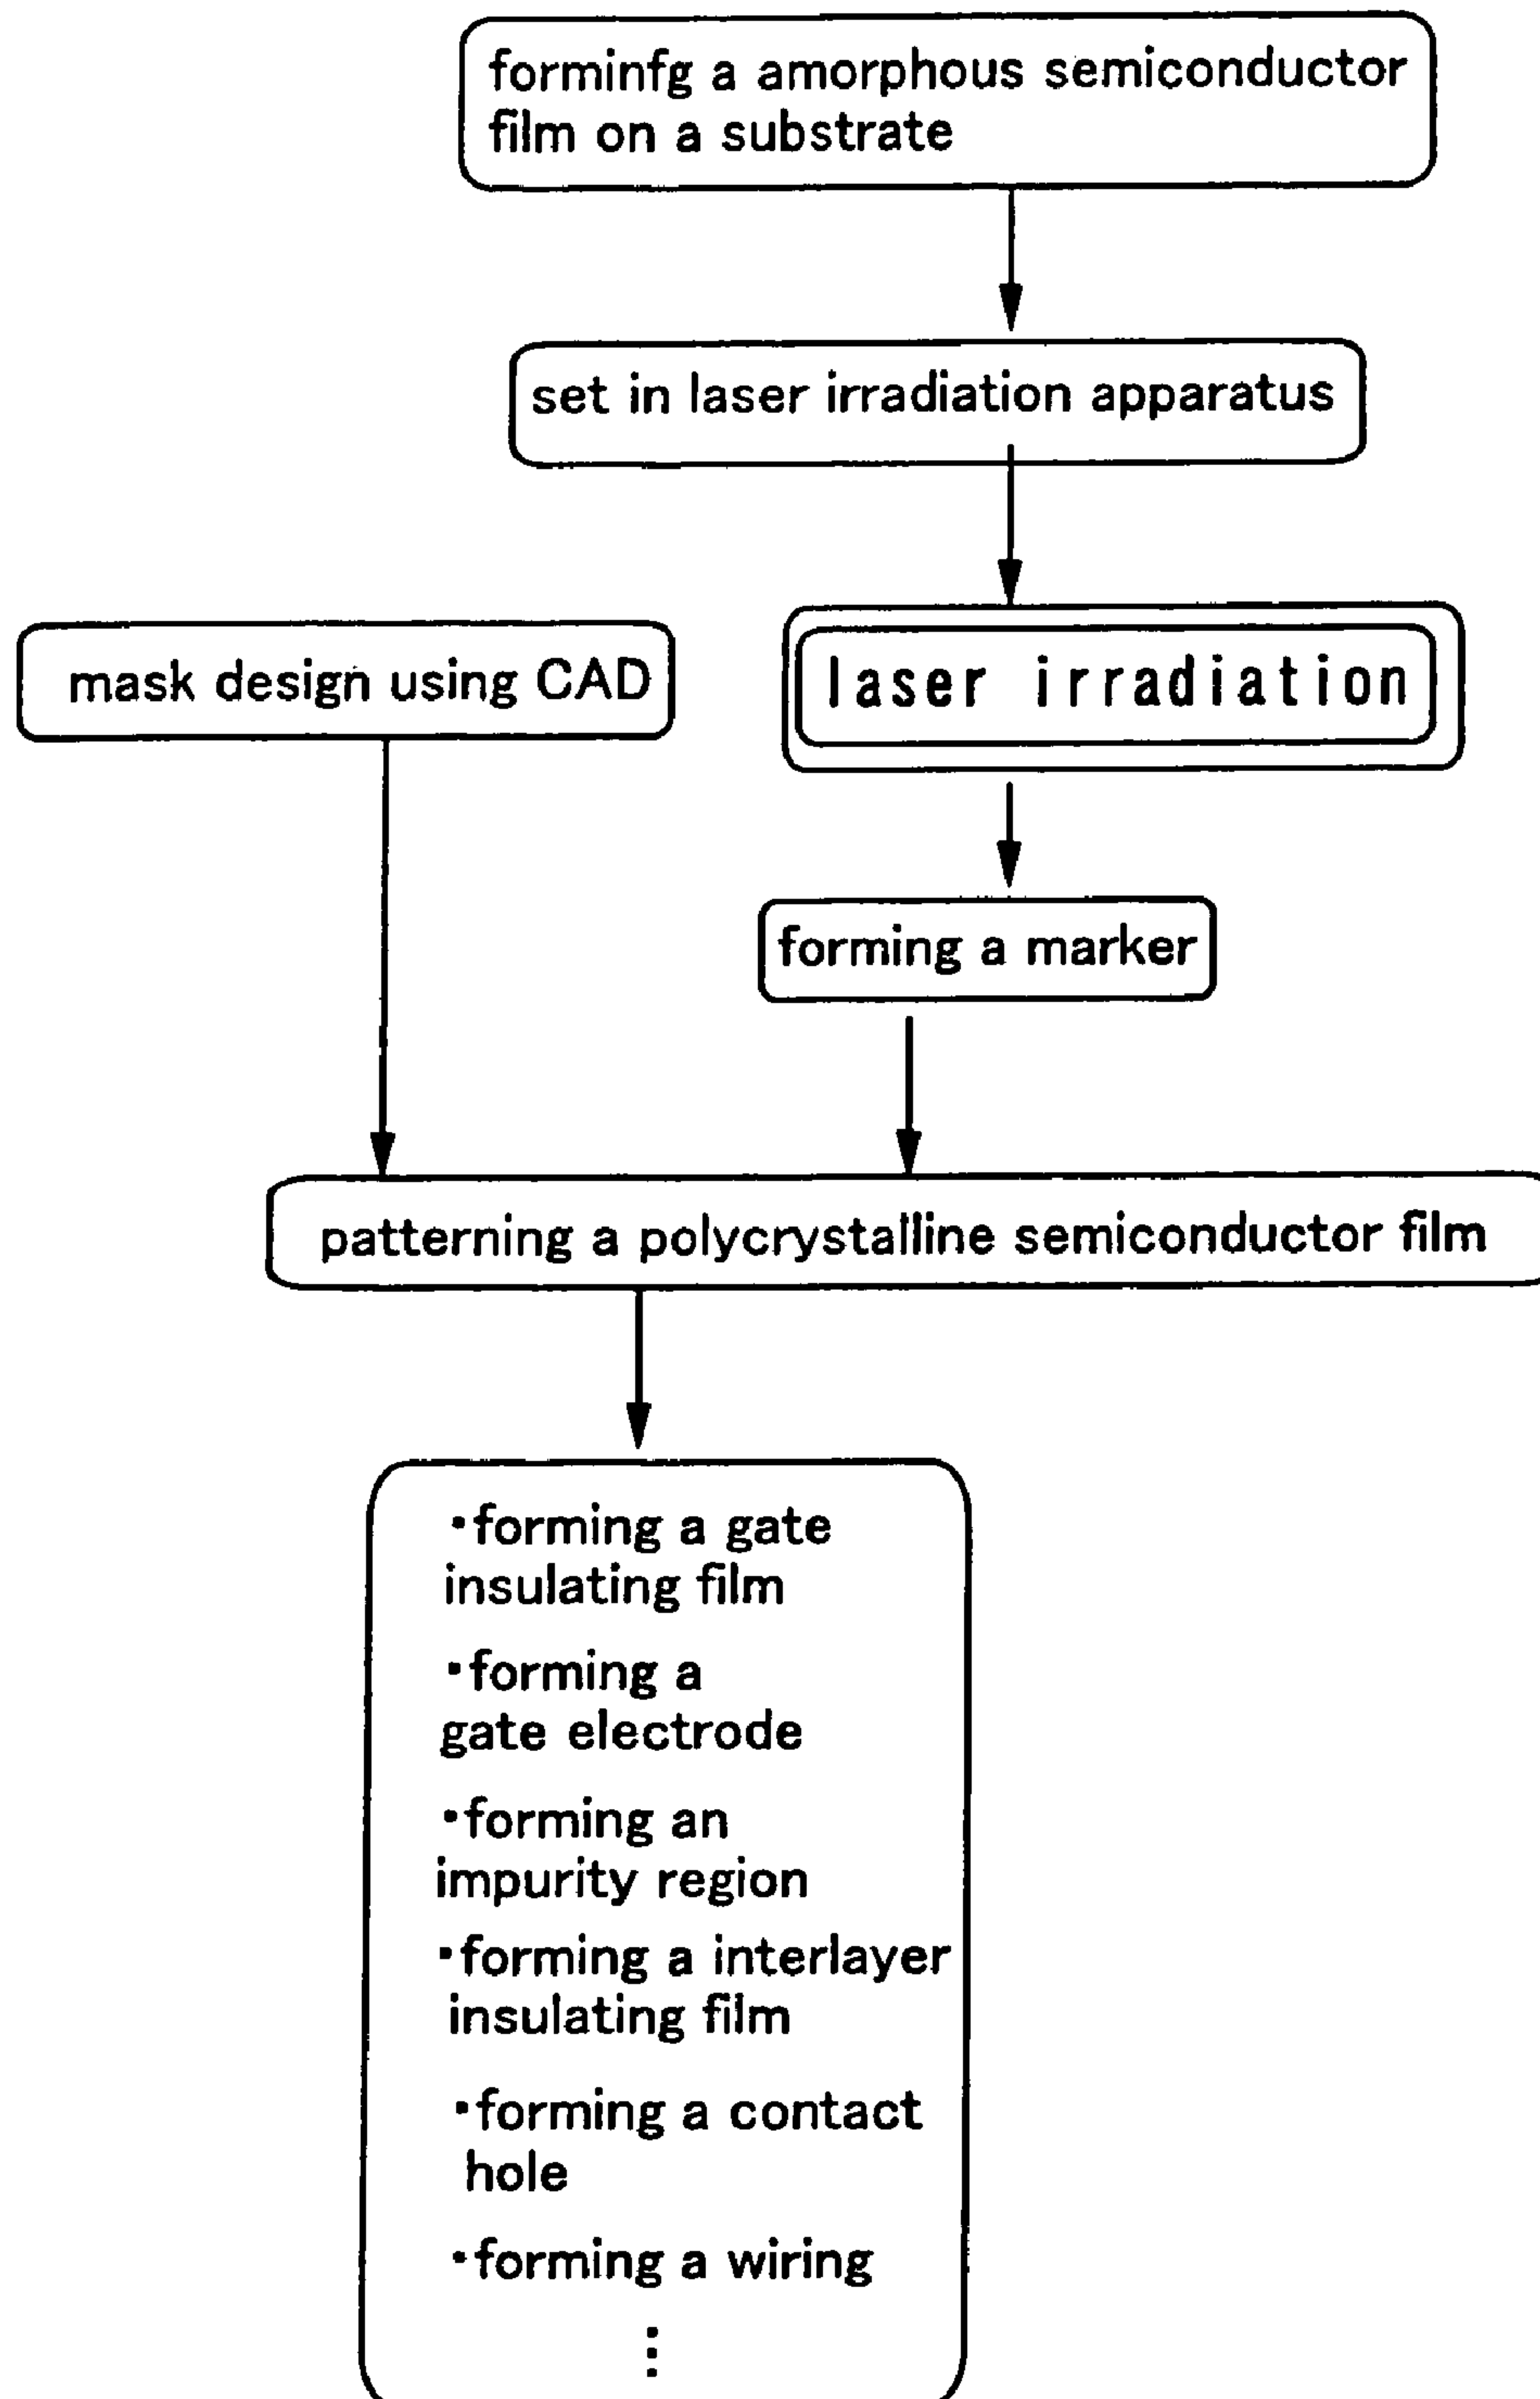 forminfg a amorphous semiconductor
film on a substrate
set in laser irradiation apparatus
mask design using CAD
laser irradiation
forming a marker
patterning a polycrystalline semiconductor film
・forming a gate
insulating film
・forming a
gate electrode
・forming an
impurity region
・forming a interlayer
insulating film
・forming a contact
hole
・forming a wiring
⋮